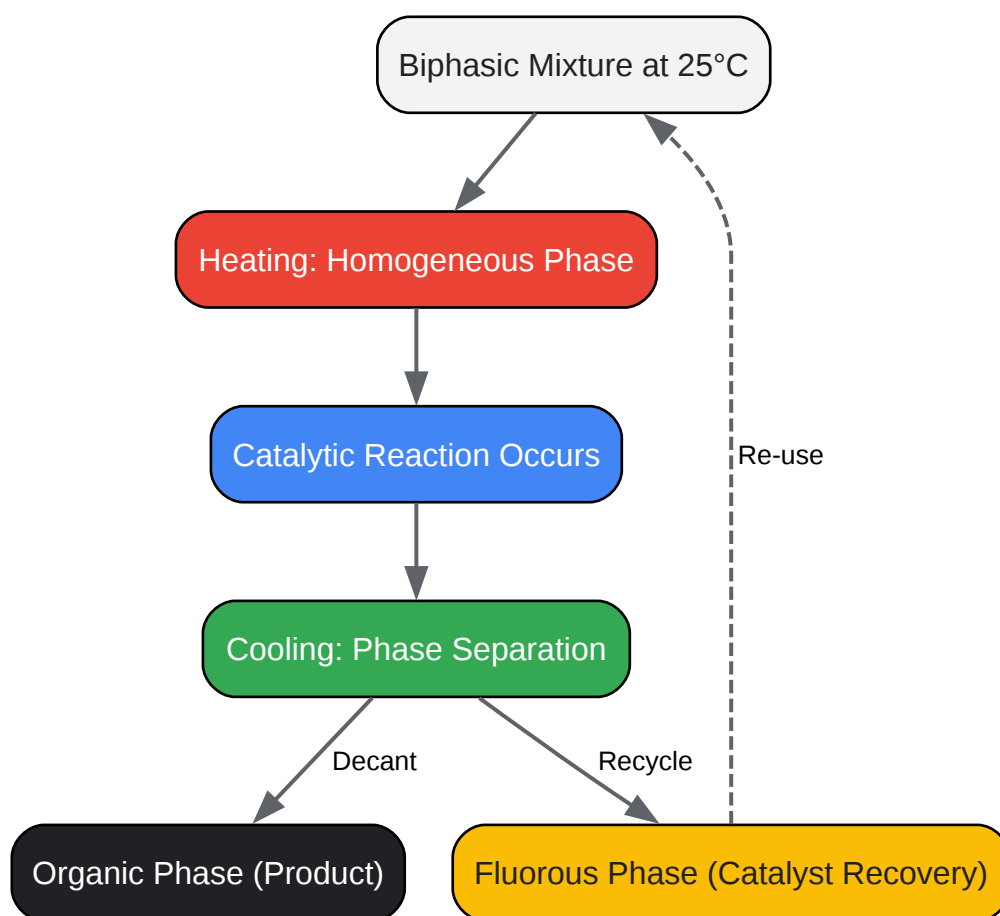 Biphasic Mixture at 25°C
Heating: Homogeneous Phase
Catalytic Reaction Occurs
Re-use
Cooling: Phase Separation
Decant
Recycle
Organic Phase (Product)
Fluorous Phase (Catalyst Recovery)